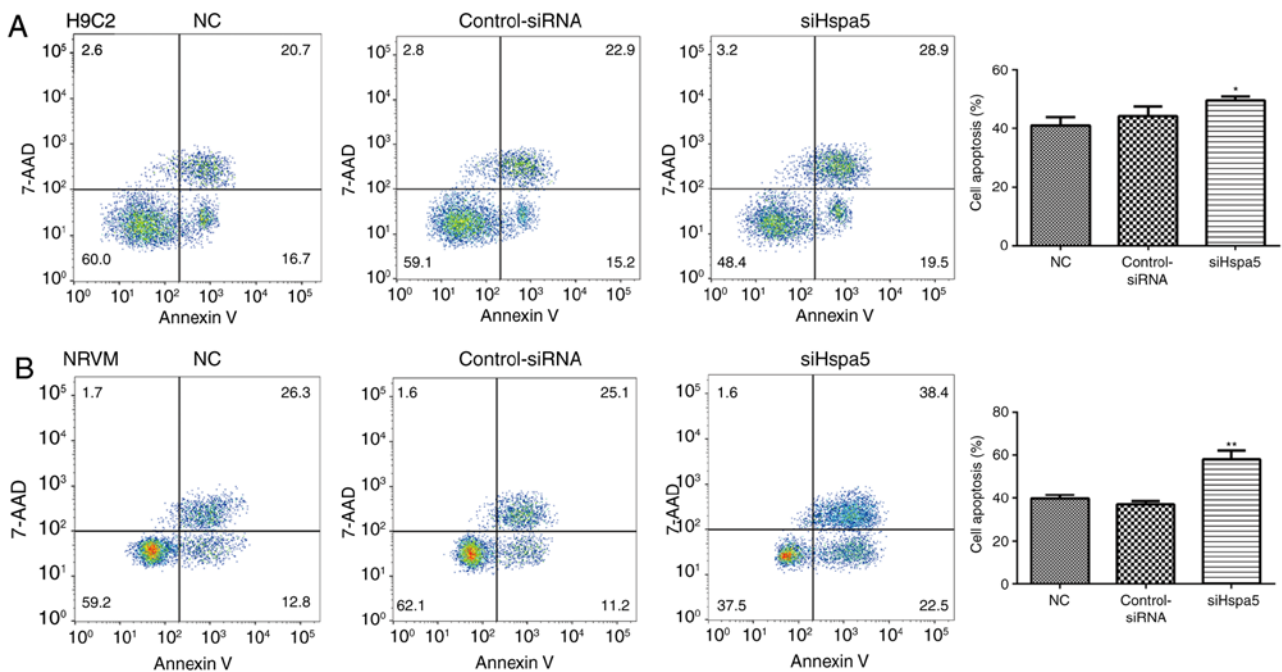 A
H9C2 NC Control-siRNA siHspa5
2.6 20.7 2.8 22.9 3.2 28.9
10^5 10^5 10^5
10^4 10^4 10^4
10^3 10^3 10^3
10^2 10^2 10^2
10^1 10^1 10^1
10^0 10^0 10^0
7-AAD 7-AAD 7-AAD
60.0 16.7 59.1 15.2 48.4 19.5
10^0 10^1 10^2 10^3 10^4 10^5 10^0 10^1 10^2 10^3 10^4 10^5 10^0 10^1 10^2 10^3 10^4 10^5
Annexin V Annexin V Annexin V
Cell apoptosis (%)
60
*
40
20
0
NC Control-siRNA siHspa5
B
NRVM NC Control-siRNA siHspa5
1.7 26.3 1.6 25.1 1.6 38.4
10^5 10^5 10^5
10^4 10^4 10^4
10^3 10^3 10^3
10^2 10^2 10^2
10^1 10^1 10^1
10^0 10^0 10^0
7-AAD 7-AAD 7-AAD
59.2 12.8 62.1 11.2 37.5 22.5
10^0 10^1 10^2 10^3 10^4 10^5 10^0 10^1 10^2 10^3 10^4 10^5 10^0 10^1 10^2 10^3 10^4 10^5
Annexin V Annexin V Annexin V
Cell apoptosis (%)
80
**
60
40
20
0
NC Control-siRNA siHspa5